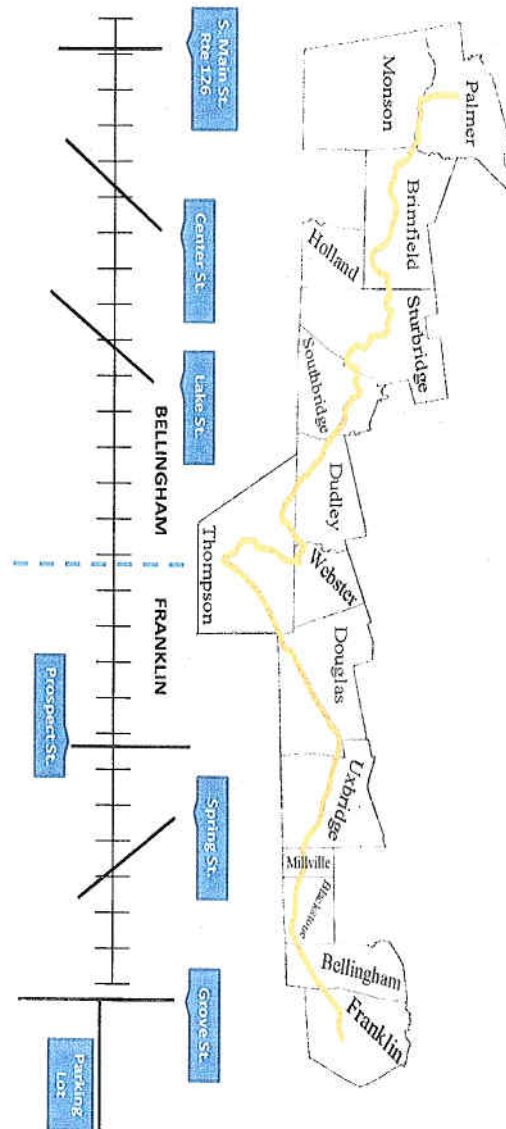 Palmer
Monson
Brimfield
Holland
Sturbridge
Southbridge
Dudley
Webster
Thompson
Douglas
Uxbridge
Millville
Blackstone
Bellingham
Franklin
S. Main St.
Rte 126
Center St.
Lake St.
BELLINGHAM
FRANKLIN
Prospect St.
Spring St.
Grove St.
Parking
Lot